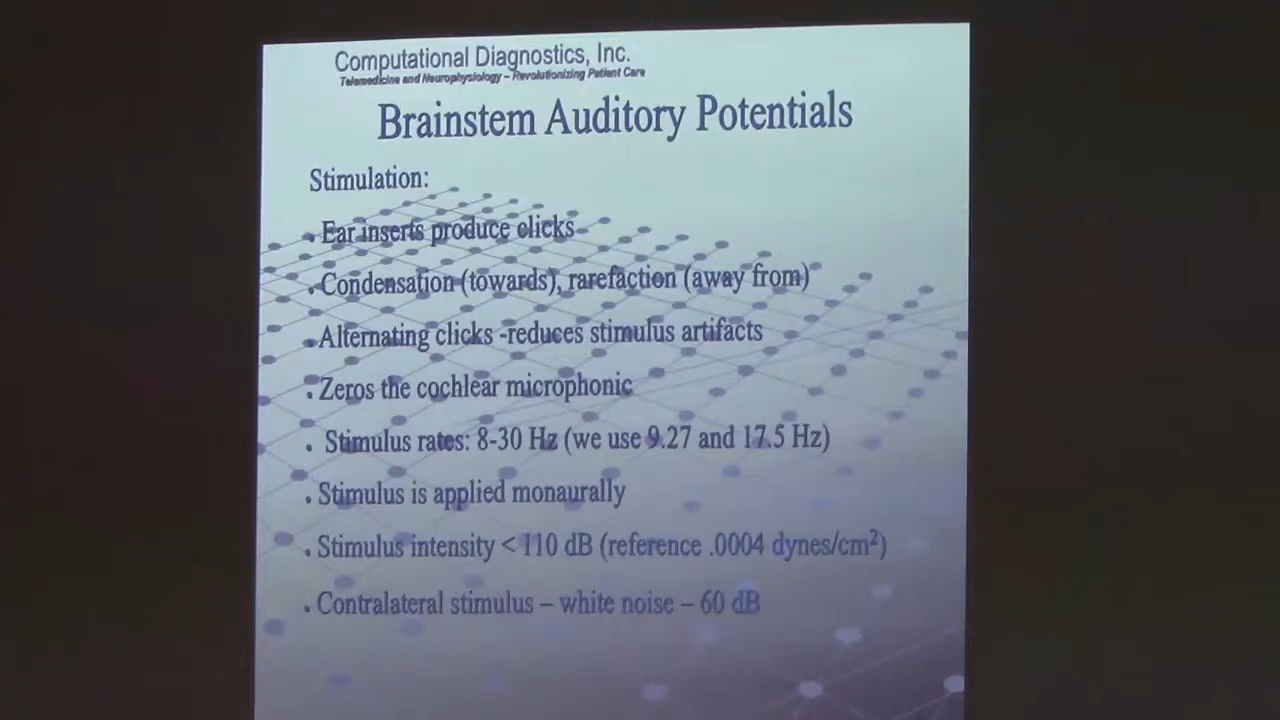 Computational Diagnostics, Inc.
Telemedicine and Neurophysiology – Revolutionizing Patient Care
Brainstem Auditory Potentials
Stimulation:
• Ear inserts produce clicks
• Condensation (towards), rarefaction (away from)
• Alternating clicks -reduces stimulus artifacts
• Zeros the cochlear microphonic
• Stimulus rates: 8-30 Hz (we use 9.27 and 17.5 Hz)
• Stimulus is applied monaurally
• Stimulus intensity < 110 dB (reference .0004 dynes/cm²)
• Contralateral stimulus – white noise – 60 dB